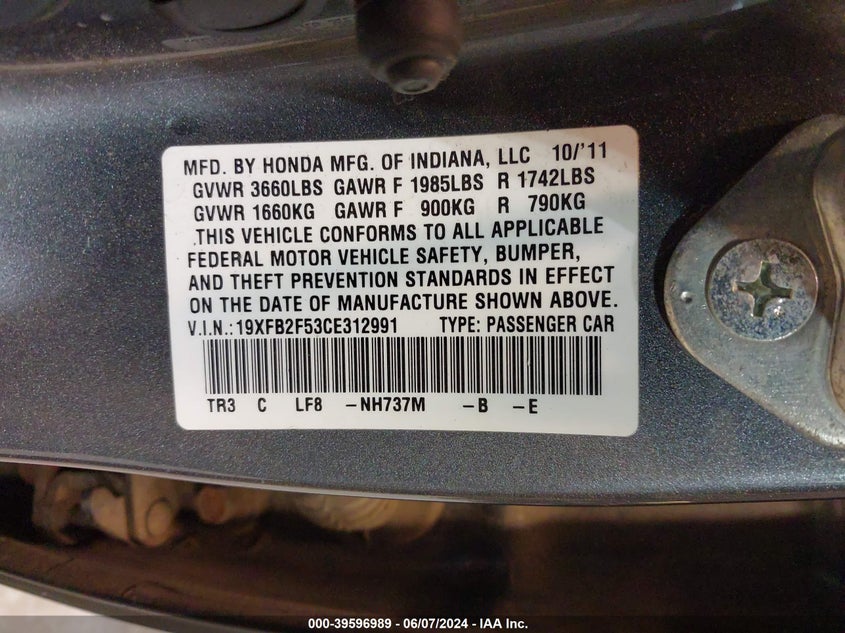 MFD. BY HONDA MFG. OF INDIANA, LLC 10/'11
GVWR 3660LBS GAWR F 1985LBS R 1742LBS
GVWR 1660KG GAWR F 900KG R 790KG
THIS VEHICLE CONFORMS TO ALL APPLICABLE
FEDERAL MOTOR VEHICLE SAFETY, BUMPER,
AND THEFT PREVENTION STANDARDS IN EFFECT
ON THE DATE OF MANUFACTURE SHOWN ABOVE.
V.I.N.:19XFB2F53CE312991 TYPE: PASSENGER CAR
TR3 C LF8 -NH737M -B -E
000-39596989 - 06/07/2024 - IAA Inc.